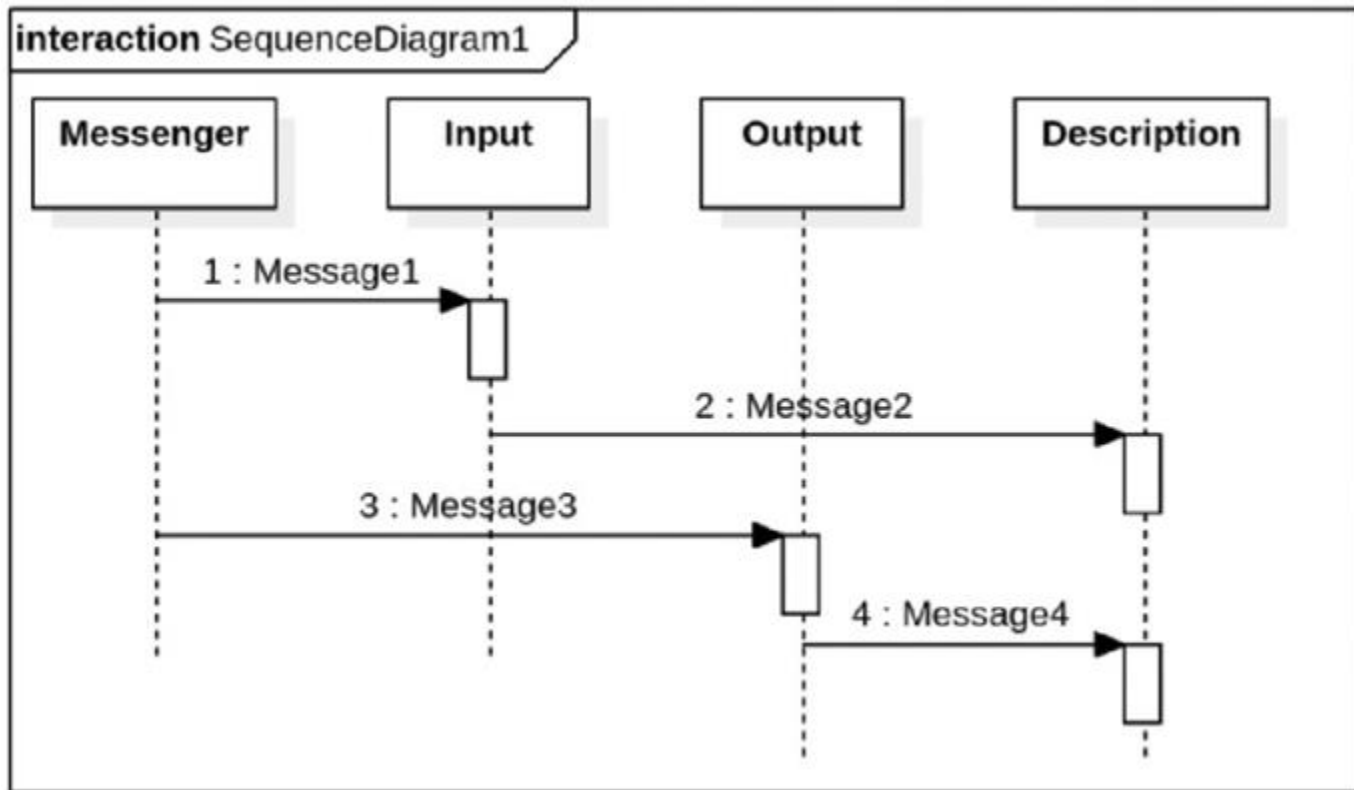 interaction SequenceDiagram1
Messenger
Input
Output
Description
1 : Message1
2 : Message2
3 : Message3
4 : Message4